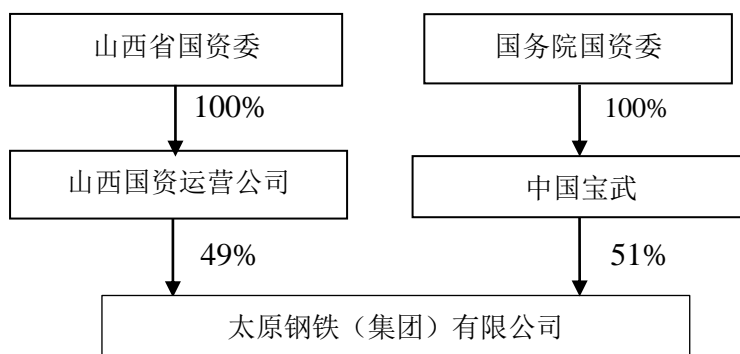 山西省国资委
国务院国资委
100%
100%
山西国资运营公司
中国宝武
49%
51%
太原钢铁（集团）有限公司